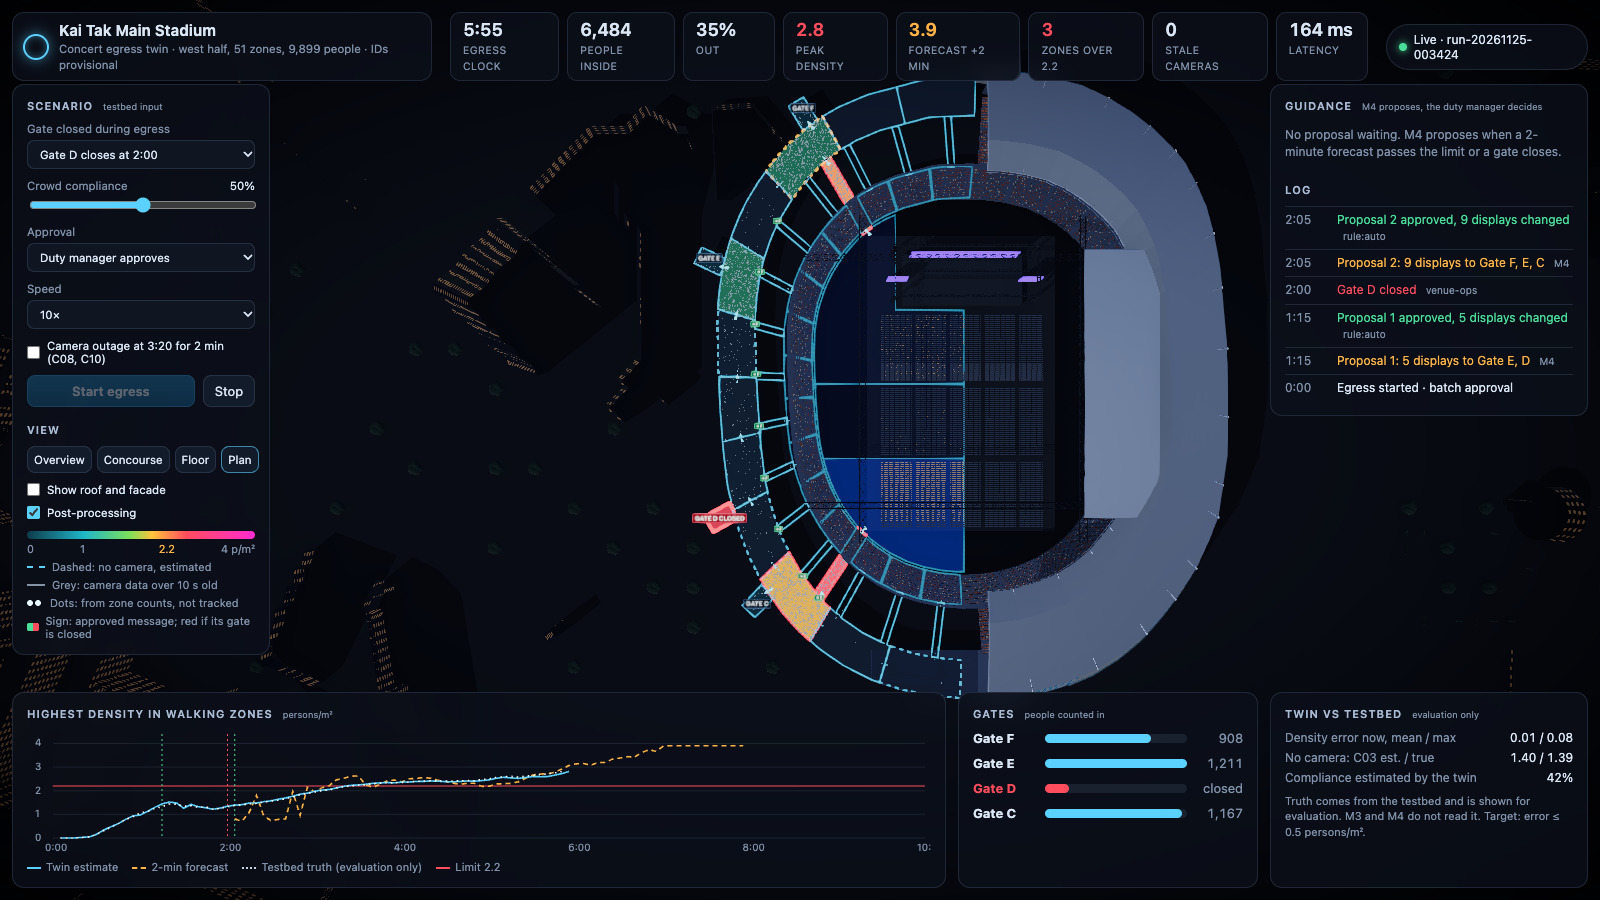 Kai Tak Main Stadium
Concert egress twin · west half, 51 zones, 9,899 people · IDs
provisional
5:55
EGRESS
CLOCK
6,484
PEOPLE
INSIDE
35%
OUT
2.8
PEAK
DENSITY
3.9
FORECAST +2
MIN
3
ZONES OVER
2.2
0
STALE
CAMERAS
164 ms
LATENCY
Live · run-20261125-
003424
SCENARIO testbed input
Gate closed during egress
Gate D closes at 2:00
Crowd compliance 50%
Approval
Duty manager approves
Speed
10×
Camera outage at 3:20 for 2 min
(C08, C10)
Start egress Stop
VIEW
Overview Concourse Floor Plan
Show roof and facade
Post-processing
0 1 2.2 4 p/m²
Dashed: no camera, estimated
Grey: camera data over 10 s old
Dots: from zone counts, not tracked
Sign: approved message; red if its gate
is closed
GATE F
GATE E
GATE D CLOSED
GATE C
GUIDANCE M4 proposes, the duty manager decides
No proposal waiting. M4 proposes when a 2-
minute forecast passes the limit or a gate closes.
LOG
2:05 Proposal 2 approved, 9 displays changed
rule:auto
2:05 Proposal 2: 9 displays to Gate F, E, C M4
2:00 Gate D closed venue-ops
1:15 Proposal 1 approved, 5 displays changed
rule:auto
1:15 Proposal 1: 5 displays to Gate E, D M4
0:00 Egress started · batch approval
HIGHEST DENSITY IN WALKING ZONES persons/m²
4
3
2
1
0
0:00 2:00 4:00 6:00 8:00 10:
Twin estimate 2-min forecast Testbed truth (evaluation only) Limit 2.2
GATES people counted in
Gate F 908
Gate E 1,211
Gate D closed
Gate C 1,167
TWIN VS TESTBED evaluation only
Density error now, mean / max 0.01 / 0.08
No camera: C03 est. / true 1.40 / 1.39
Compliance estimated by the twin 42%
Truth comes from the testbed and is shown for
evaluation. M3 and M4 do not read it. Target: error ≤
0.5 persons/m².